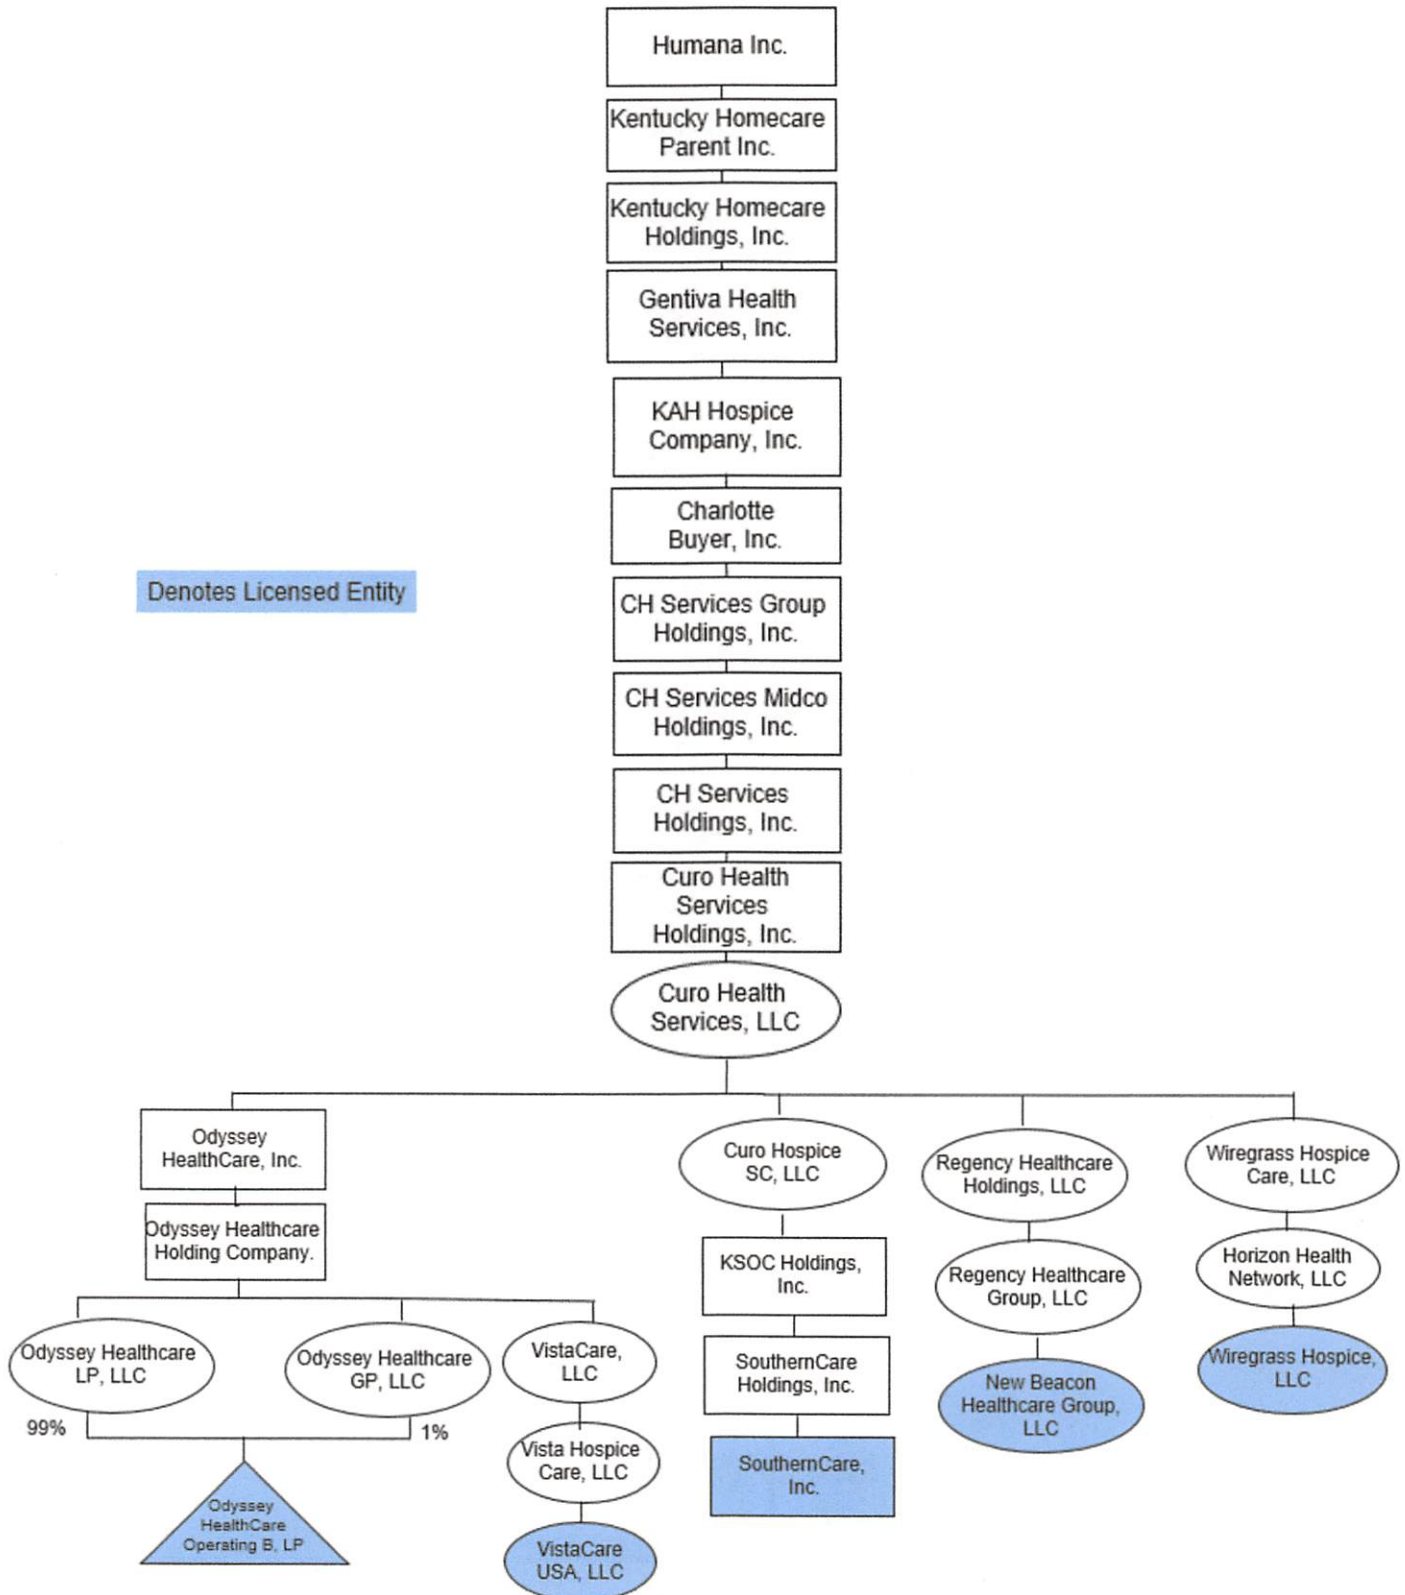 Humana Inc.
Kentucky Homecare
Parent Inc.
Kentucky Homecare
Holdings, Inc.
Gentiva Health
Services, Inc.
KAH Hospice
Company, Inc.
Charlotte
Buyer, Inc.
Denotes Licensed Entity
CH Services Group
Holdings, Inc.
CH Services Midco
Holdings, Inc.
CH Services
Holdings, Inc.
Curo Health
Services
Holdings, Inc.
Curo Health
Services, LLC
Odyssey
HealthCare, Inc.
Odyssey Healthcare
Holding Company.
Odyssey Healthcare
LP, LLC
Odyssey Healthcare
GP, LLC
99%
1%
Odyssey
HealthCare
Operating B, LP
VistaCare,
LLC
Vista Hospice
Care, LLC
VistaCare
USA, LLC
Curo Hospice
SC, LLC
KSOC Holdings,
Inc.
SouthernCare
Holdings, Inc.
SouthernCare,
Inc.
Regency Healthcare
Holdings, LLC
Regency Healthcare
Group, LLC
New Beacon
Healthcare Group,
LLC
Wiregrass Hospice
Care, LLC
Horizon Health
Network, LLC
Wiregrass Hospice,
LLC